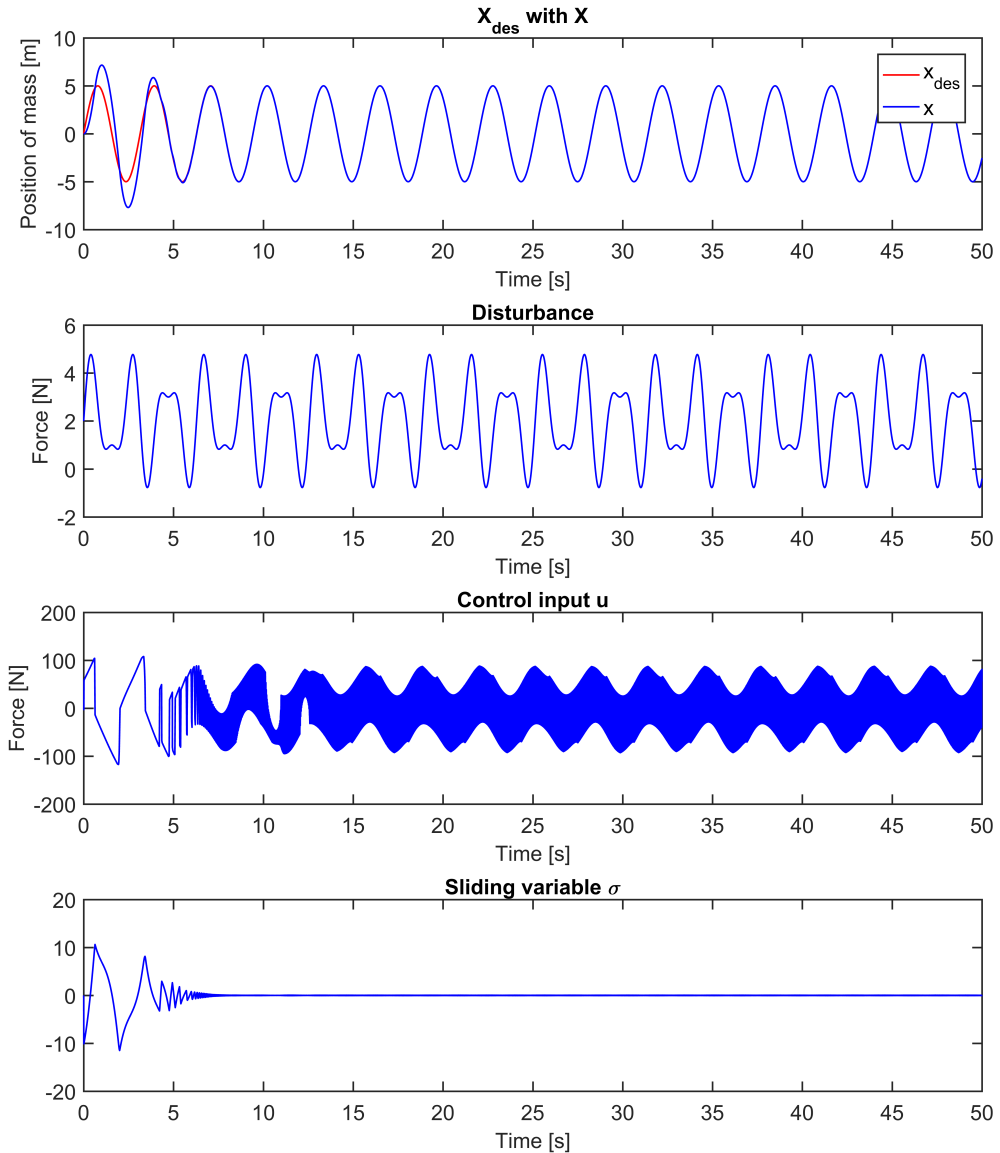 X_des with X
Position of mass [m]
10
5
0
-5
-10
x_des
x
0 5 10 15 20 25 30 35 40 45 50
Time [s]
Disturbance
Force [N]
6
4
2
0
-2
0 5 10 15 20 25 30 35 40 45 50
Time [s]
Control input u
Force [N]
200
100
0
-100
-200
0 5 10 15 20 25 30 35 40 45 50
Time [s]
Sliding variable σ
20
10
0
-10
-20
0 5 10 15 20 25 30 35 40 45 50
Time [s]